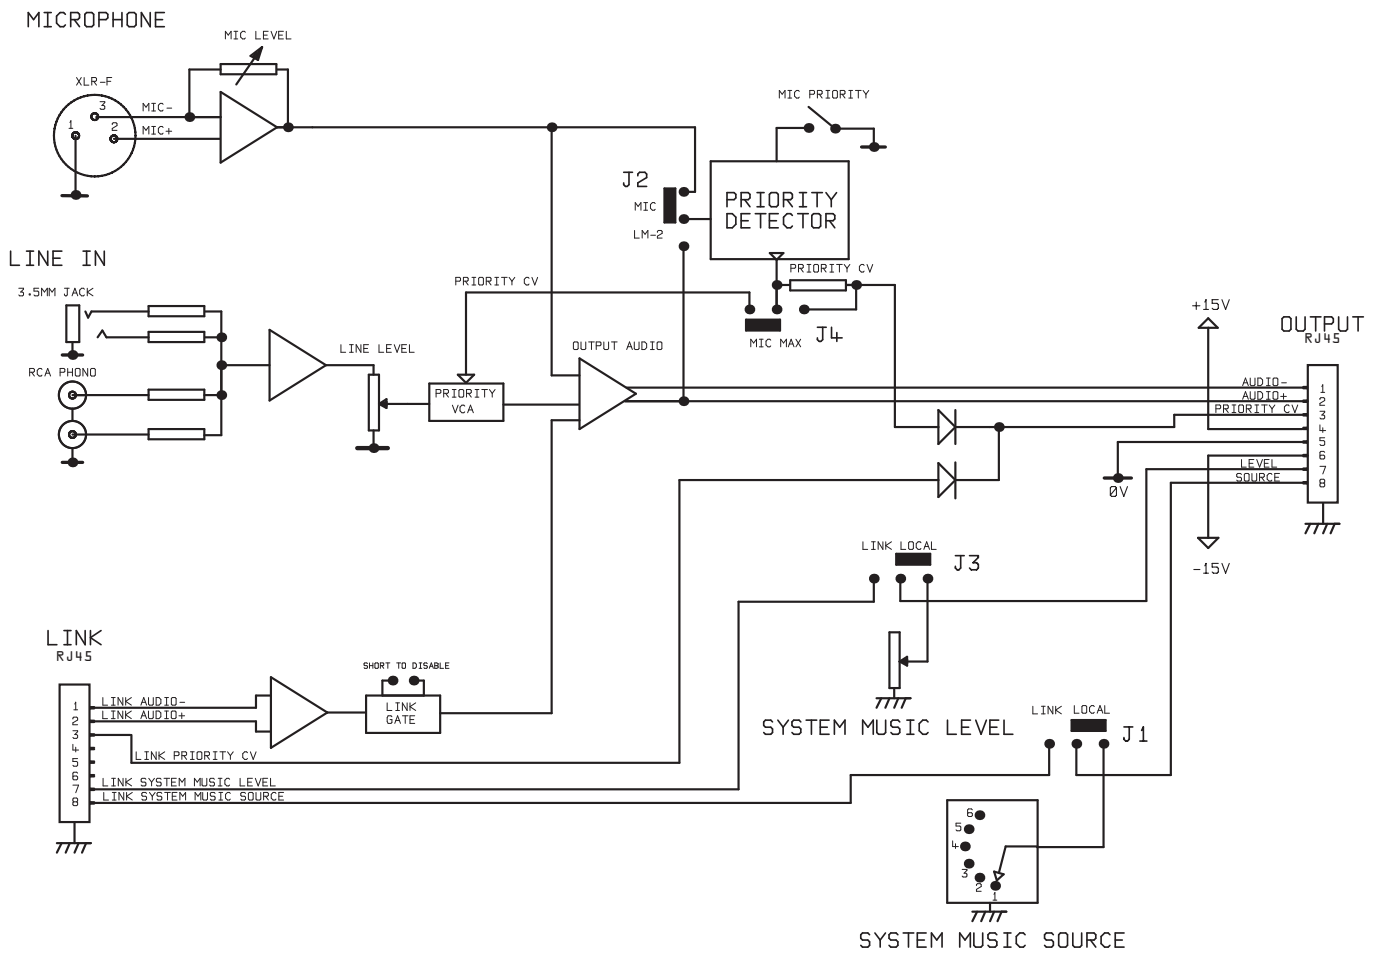 MICROPHONE
MIC LEVEL
XLR-F
MIC-
MIC+
3
1
2
MIC PRIORITY
J2
MIC
LM-2
PRIORITY
DETECTOR
PRIORITY CV
PRIORITY CV
J4
MIC MAX
LINE IN
3.5MM JACK
RCA PHONO
LINE LEVEL
PRIORITY
VCA
OUTPUT AUDIO
+15V
OUTPUT
RJ45
AUDIO-
AUDIO+
PRIORITY CV
LEVEL
SOURCE
1
2
3
4
5
6
7
8
0V
-15V
LINK LOCAL
J3
SYSTEM MUSIC LEVEL
LINK
RJ45
SHORT TO DISABLE
LINK
GATE
1
2
3
4
5
6
7
8
LINK AUDIO-
LINK AUDIO+
LINK PRIORITY CV
LINK SYSTEM MUSIC LEVEL
LINK SYSTEM MUSIC SOURCE
LINK LOCAL
J1
6
5
4
3
2
1
SYSTEM MUSIC SOURCE